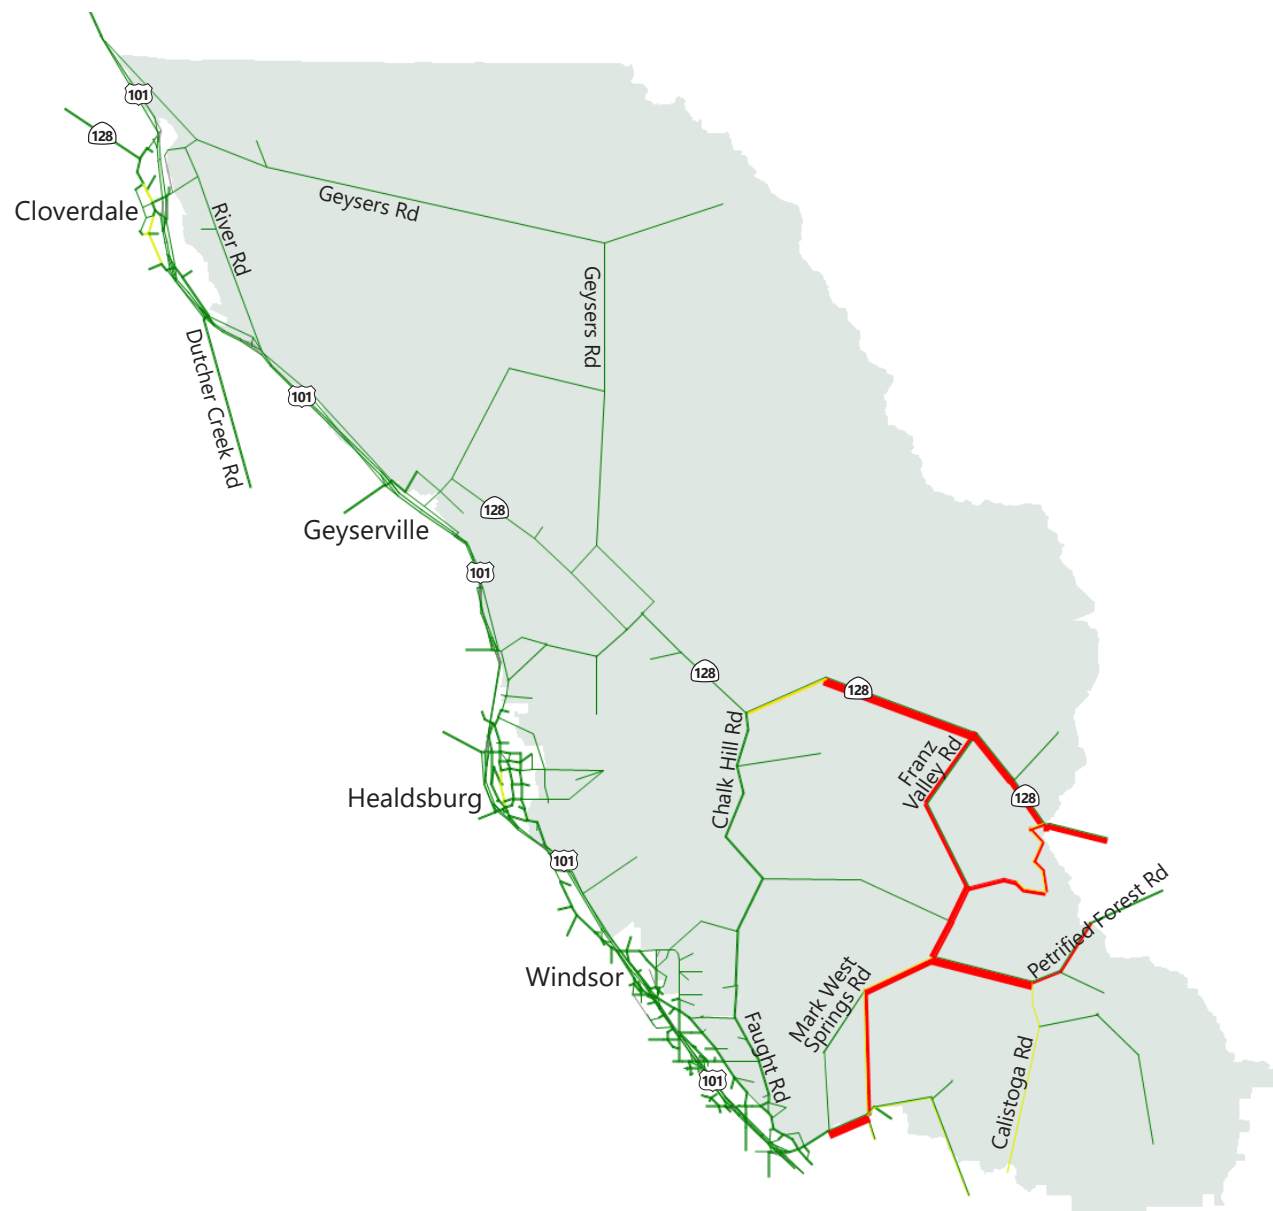 101
128
Cloverdale
Geysers Rd
River Rd
Geysers Rd
Dutcher Creek Rd
101
128
Geyserville
101
128
128
Chalk Hill Rd
Franz
Valley Rd
Healdsburg
128
101
Petrified Forest Rd
Windsor
Mark West
Springs Rd
Faught Rd
Calistoga Rd
101